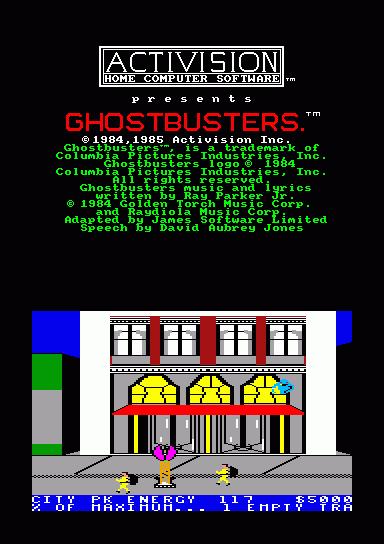 ACTIVISION
HOME COMPUTER SOFTWARE™
presents
GHOSTBUSTERS.™
©1984,1985 Activision Inc.
Ghostbusters™, is a trademark of
Columbia Pictures Industries, Inc.
Ghostbusters logo © 1984
Columbia Pictures Industries, Inc.
All rights reserved.
Ghostbusters music and lyrics
written by Ray Parker Jr.
© 1984 Golden Torch Music Corp.
and Raydiola Music Corp.
Adapted by James Software Limited
Speech by David Aubrey Jones
CITY PK ENERGY 117 $5000
% OF MAXIMUM... 1 EMPTY TRA